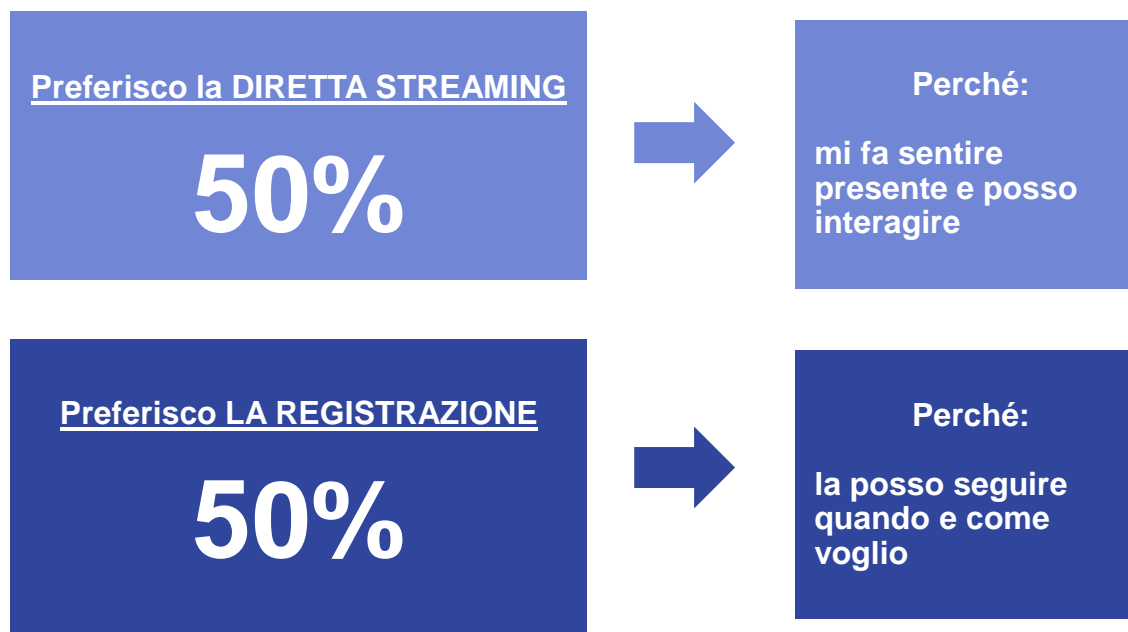 Preferisco la DIRETTA STREAMING
50%
Perché:
mi fa sentire
presente e posso
interagire
Preferisco LA REGISTRAZIONE
50%
Perché:
la posso seguire
quando e come
voglio